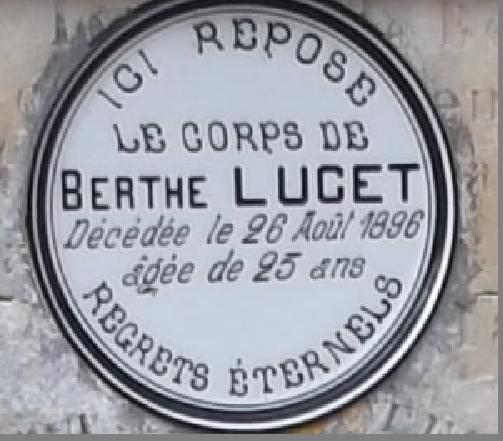 ICI REPOSE
LE CORPS DE
BERTHE LUCET
Décédée le 26 Août 1896
âgée de 25 ans
REGRETS ÉTERNELS